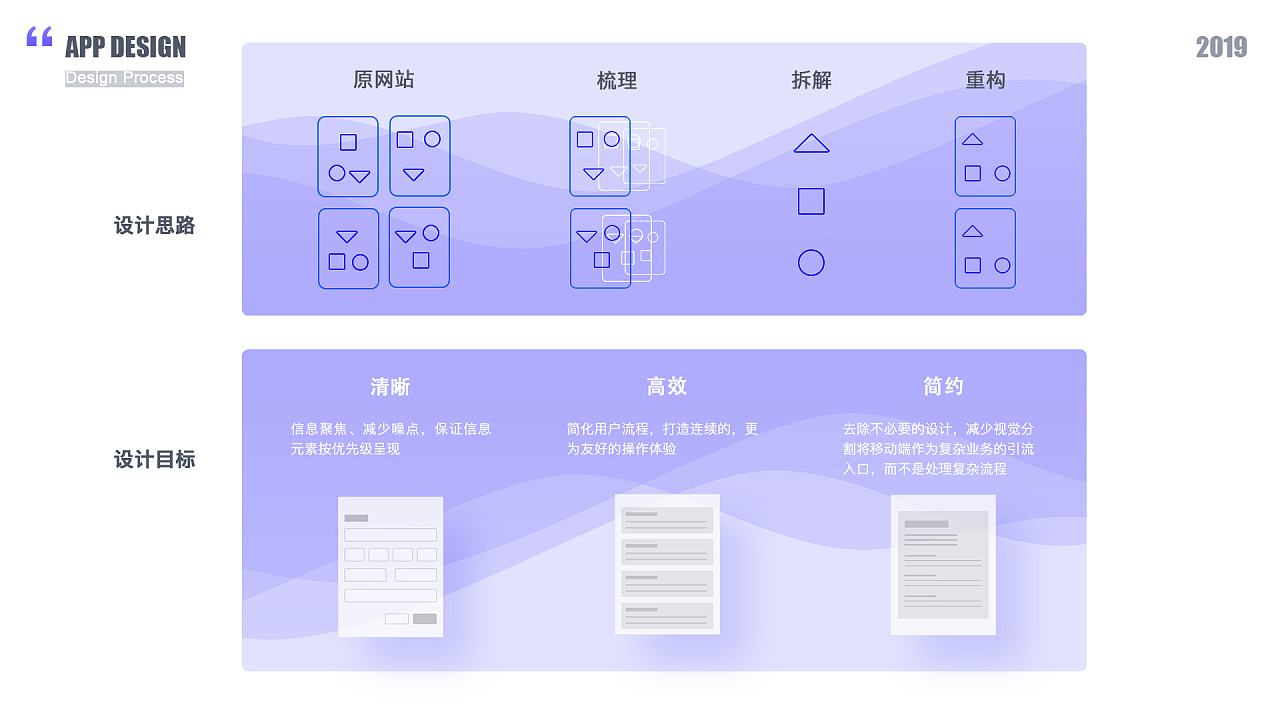 “ APP DESIGN
Design Process
2019
设计思路
原网站
梳理
拆解
重构
设计目标
清晰
信息聚焦、减少噪点，保证信息
元素按优先级呈现
高效
简化用户流程，打造连续的，更
为友好的操作体验
简约
去除不必要的设计，减少视觉分
割将移动端作为复杂业务的引流
入口，而不是处理复杂流程